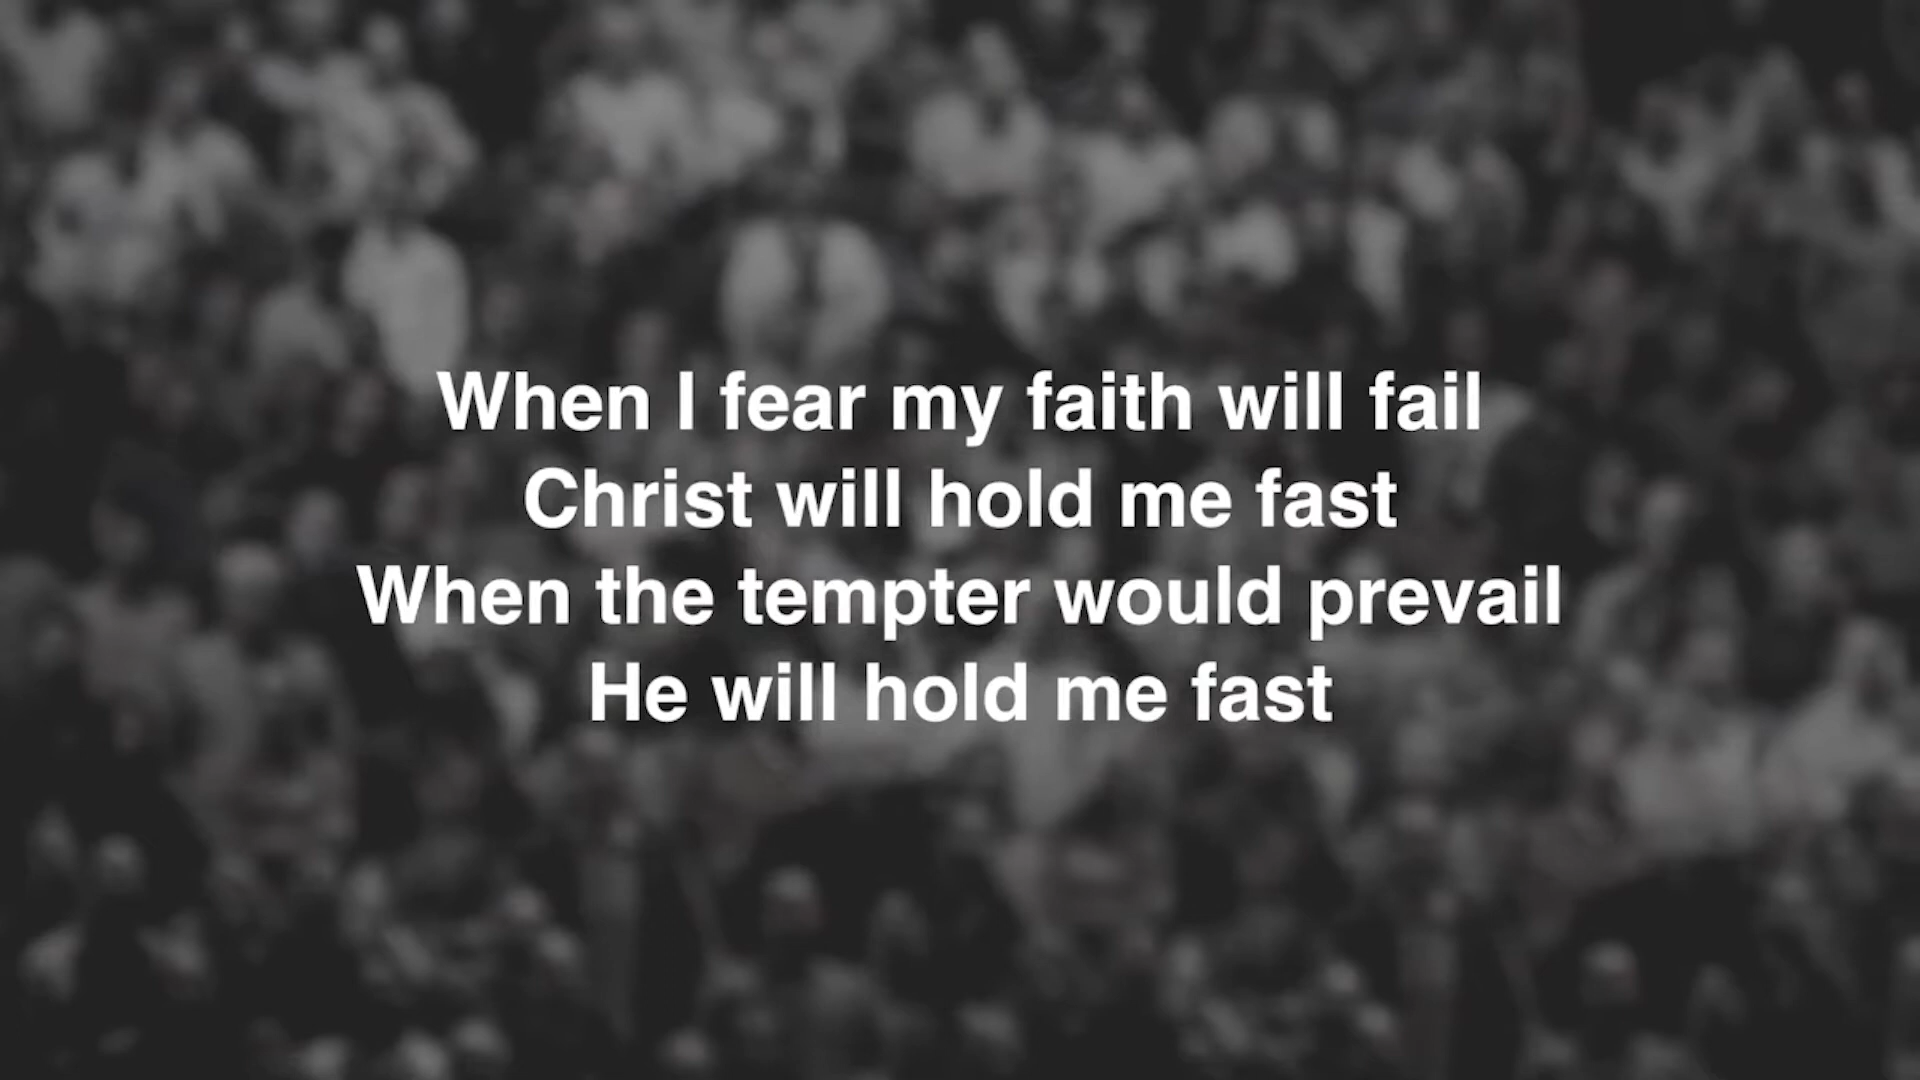 When I fear my faith will fail
Christ will hold me fast
When the tempter would prevail
He will hold me fast